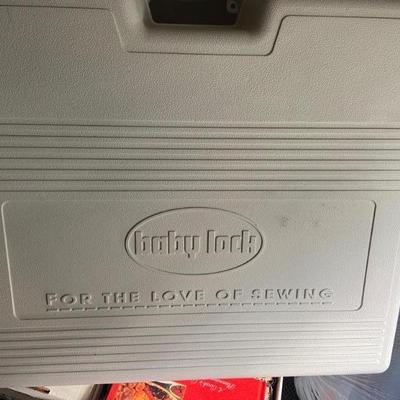 baby lock
FOR THE LOVE OF SEWING